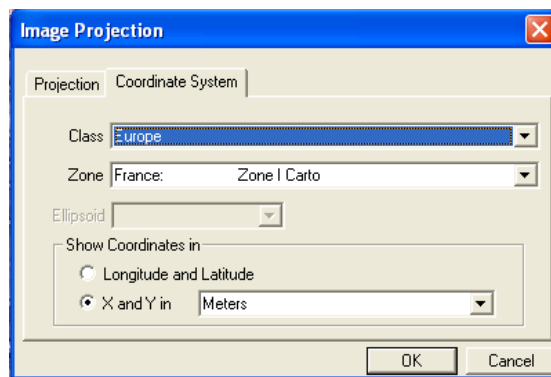 Image Projection
Projection Coordinate System
Class Europe
Zone France: Zone I Carto
Ellipsoid
Show Coordinates in
Longitude and Latitude
X and Y in Meters
OK Cancel